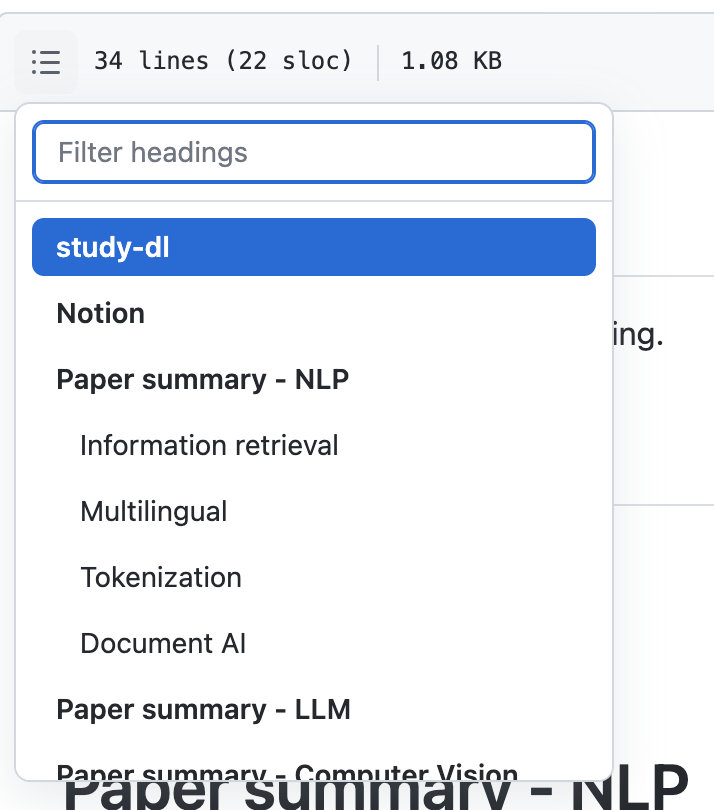 34 lines (22 sloc) 1.08 KB
Filter headings
study-dl
Notion
ing.
Paper summary - NLP
Information retrieval
Multilingual
Tokenization
Document AI
Paper summary - LLM
Paper summary - Computer Vision
Paper summary - NLP